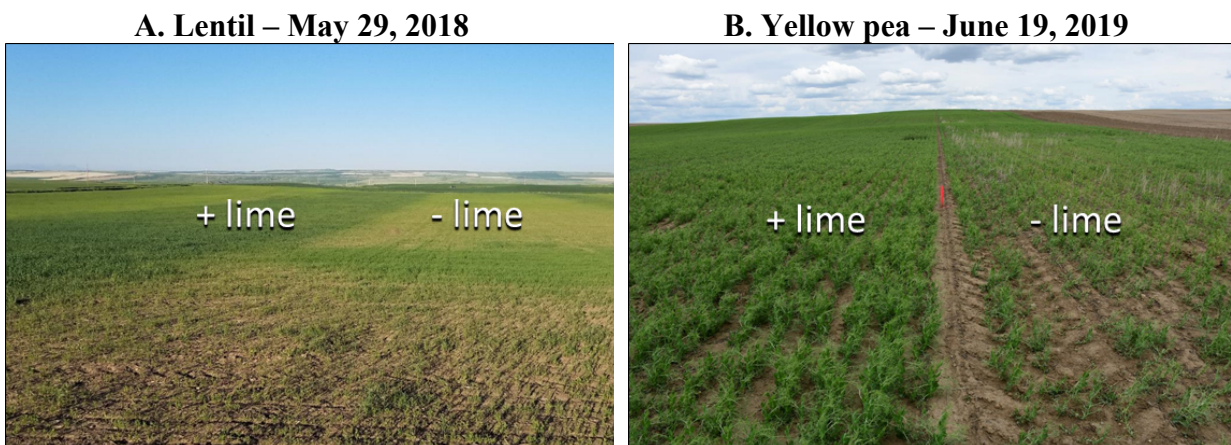 A. Lentil – May 29, 2018
B. Yellow pea – June 19, 2019
+ lime
- lime
+ lime
- lime